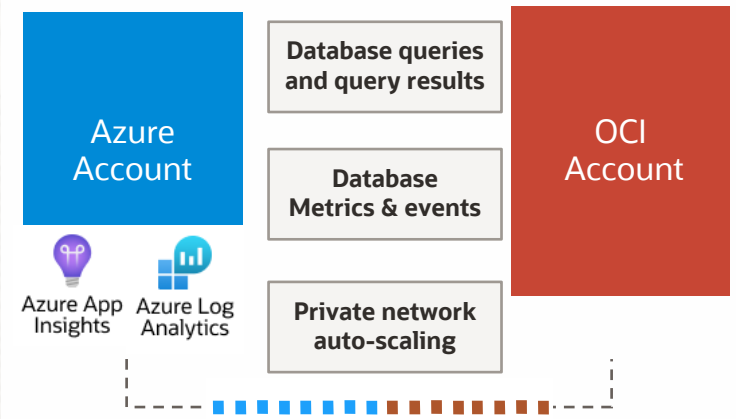 Azure
Account
Database queries
and query results
OCI
Account
Database
Metrics & events
Azure App
Insights
Azure Log
Analytics
Private network
auto-scaling